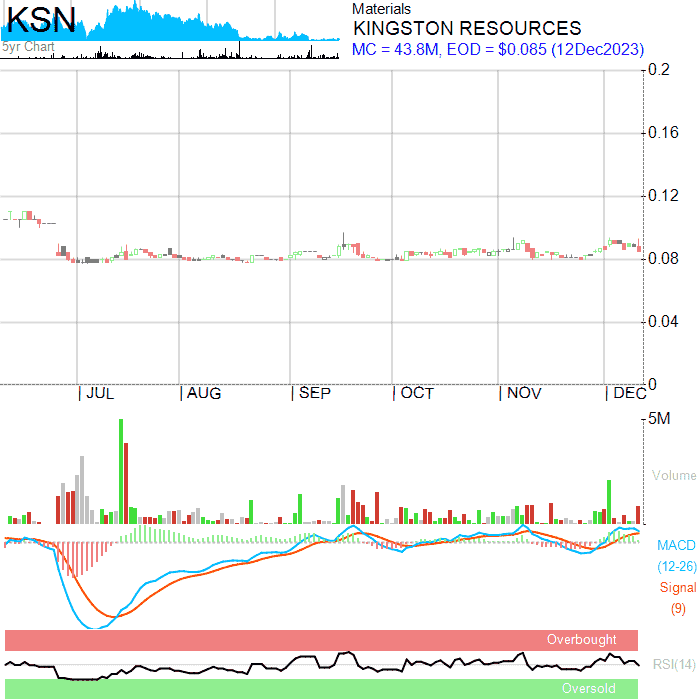 KSN
5yr Chart
Materials
KINGSTON RESOURCES
MC = 43.8M, EOD = $0.085 (12Dec2023)
0.2
0.16
0.12
0.08
0.04
0
JUL AUG SEP OCT NOV DEC
5M
Volume
MACD
(12-26)
Signal
(9)
Overbought
RSI(14)
Oversold